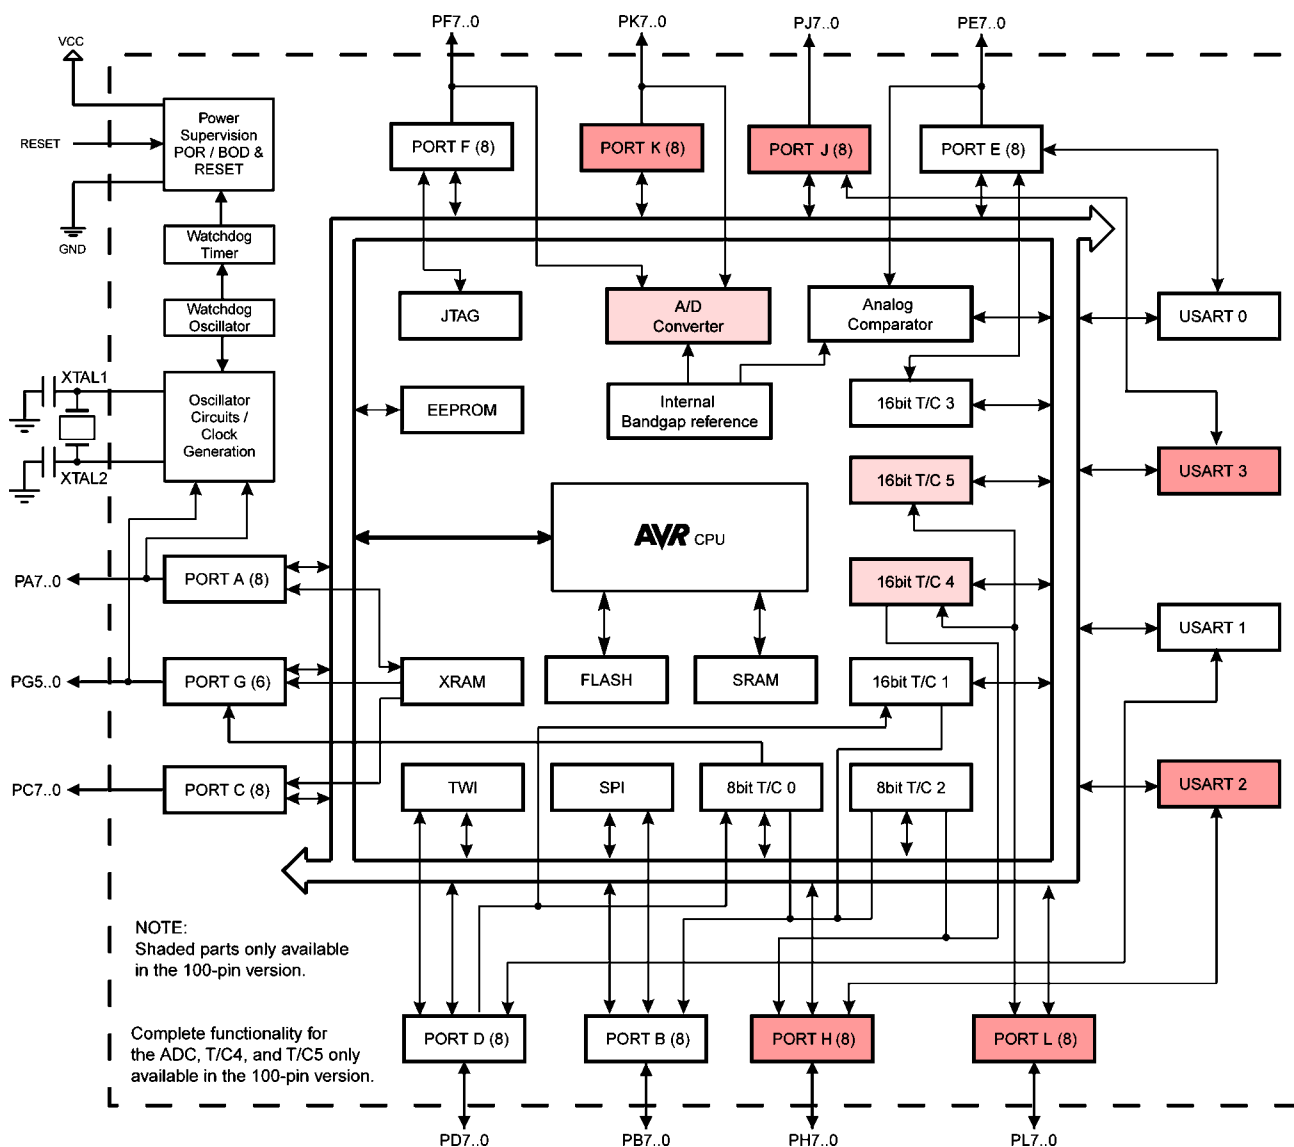 PF7..0
PK7..0
PJ7..0
PE7..0
VCC
RESET
GND
Power
Supervision
POR / BOD &
RESET
PORT F (8)
PORT K (8)
PORT J (8)
PORT E (8)
Watchdog
Timer
Watchdog
Oscillator
JTAG
A/D
Converter
Analog
Comparator
USART 0
XTAL1
XTAL2
Oscillator
Circuits /
Clock
Generation
EEPROM
Internal
Bandgap reference
16bit T/C 3
16bit T/C 5
USART 3
AVR CPU
PA7..0
PORT A (8)
16bit T/C 4
USART 1
PG5..0
PORT G (6)
XRAM
FLASH
SRAM
16bit T/C 1
PC7..0
PORT C (8)
TWI
SPI
8bit T/C 0
8bit T/C 2
USART 2
NOTE:
Shaded parts only available
in the 100-pin version.
Complete functionality for
the ADC, T/C4, and T/C5 only
available in the 100-pin version.
PORT D (8)
PORT B (8)
PORT H (8)
PORT L (8)
PD7..0
PB7..0
PH7..0
PL7..0